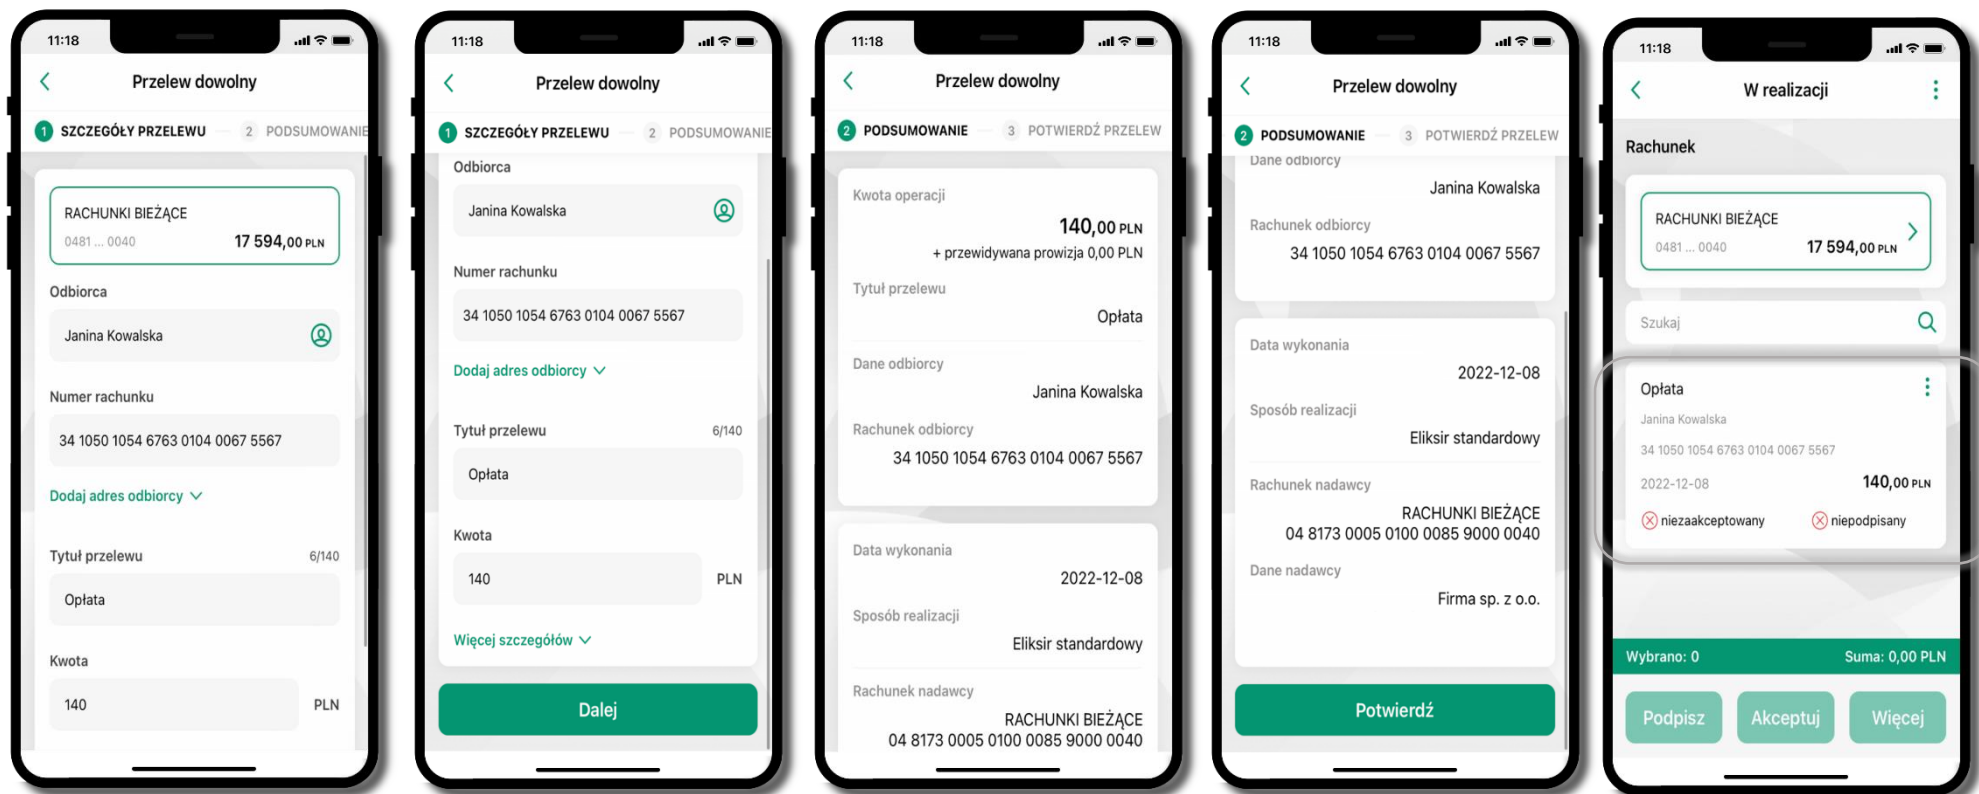 11:18
Przelew dowolny
1 SZCZEGÓŁY PRZELEWU 2 PODSUMOWANIE
RACHUNKI BIEŻĄCE
0481 ... 0040 17 594,00 PLN
Odbiorca
Janina Kowalska
Numer rachunku
34 1050 1054 6763 0104 0067 5567
Dodaj adres odbiorcy
Tytuł przelewu 6/140
Opłata
Kwota
140 PLN
11:18
Przelew dowolny
1 SZCZEGÓŁY PRZELEWU 2 PODSUMOWANIE
Odbiorca
Janina Kowalska
Numer rachunku
34 1050 1054 6763 0104 0067 5567
Dodaj adres odbiorcy
Tytuł przelewu 6/140
Opłata
Kwota
140 PLN
Więcej szczegółów
Dalej
11:18
Przelew dowolny
2 PODSUMOWANIE 3 POTWIERDŹ PRZELEW
Kwota operacji
140,00 PLN
+ przewidywana prowizja 0,00 PLN
Tytuł przelewu
Opłata
Dane odbiorcy
Janina Kowalska
Rachunek odbiorcy
34 1050 1054 6763 0104 0067 5567
Data wykonania
2022-12-08
Sposób realizacji
Eliksir standardowy
Rachunek nadawcy
RACHUNKI BIEŻĄCE
04 8173 0005 0100 0085 9000 0040
11:18
Przelew dowolny
2 PODSUMOWANIE 3 POTWIERDŹ PRZELEW
Dane odbiorcy
Janina Kowalska
Rachunek odbiorcy
34 1050 1054 6763 0104 0067 5567
Data wykonania
2022-12-08
Sposób realizacji
Eliksir standardowy
Rachunek nadawcy
RACHUNKI BIEŻĄCE
04 8173 0005 0100 0085 9000 0040
Dane nadawcy
Firma sp. z o.o.
Potwierdź
11:18
W realizacji
Rachunek
RACHUNKI BIEŻĄCE
0481 ... 0040 17 594,00 PLN
Szukaj
Opłata
Janina Kowalska
34 1050 1054 6763 0104 0067 5567
2022-12-08 140,00 PLN
niezaakceptowany niepodpisany
Wybrano: 0 Suma: 0,00 PLN
Podpisz Akceptuj Więcej